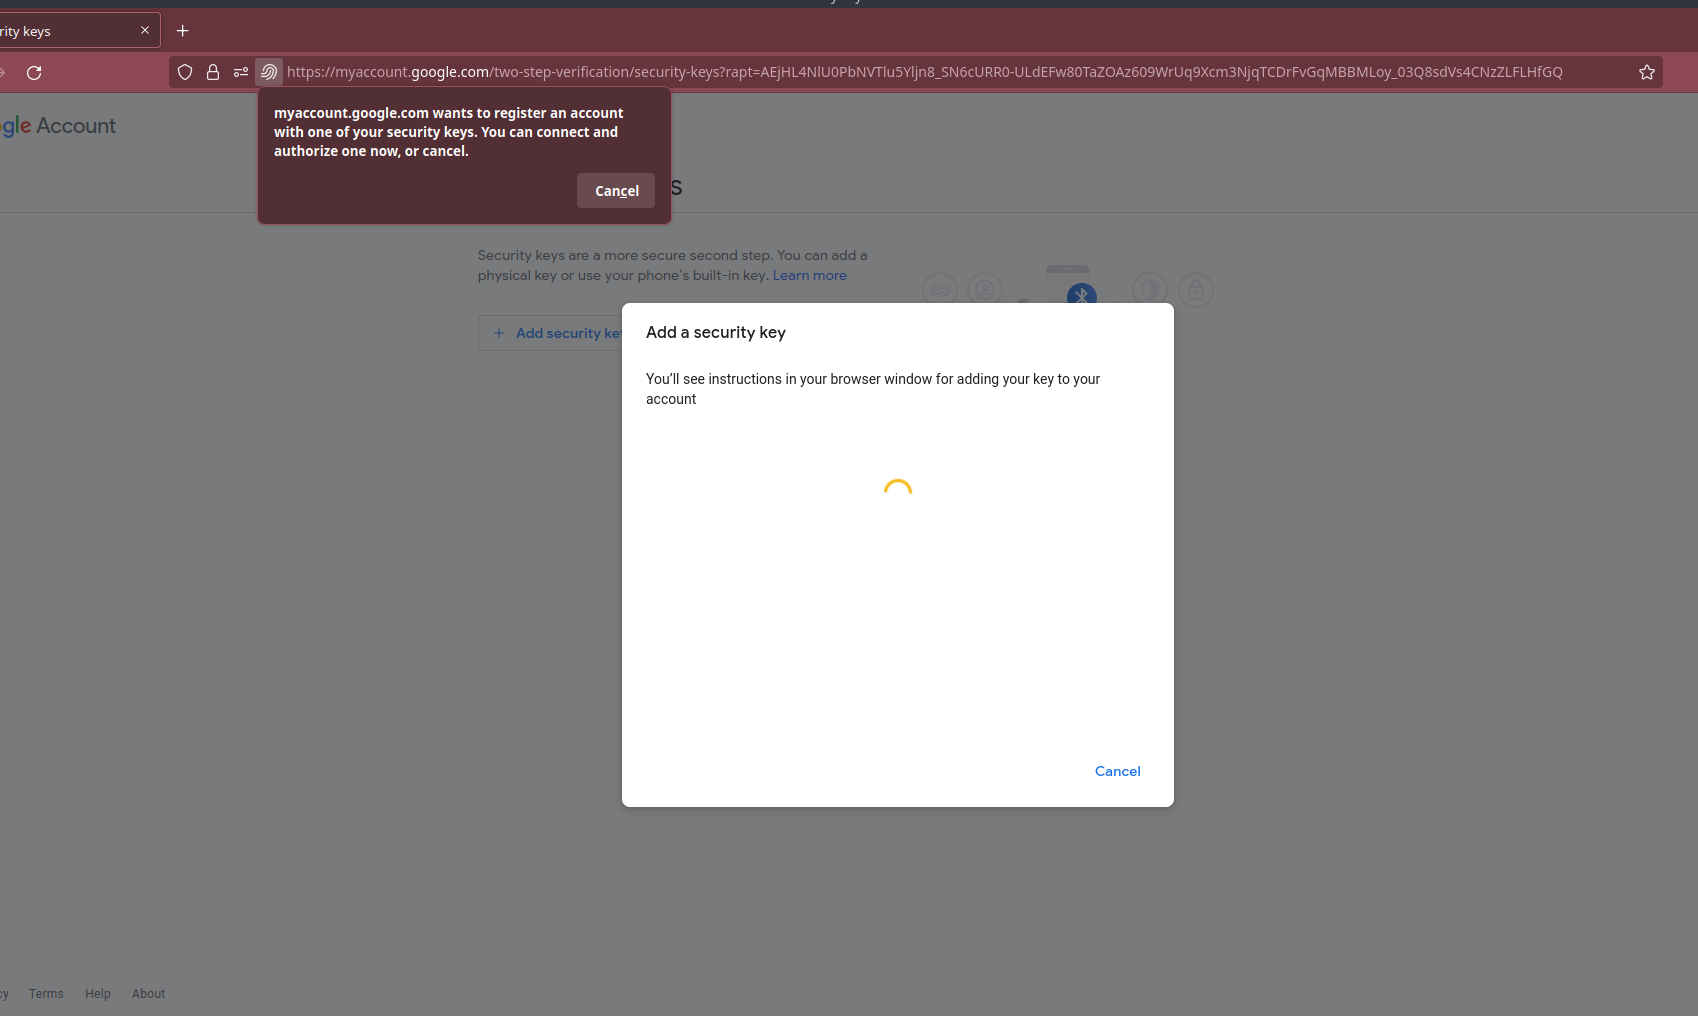 rity keys
https://myaccount.google.com/two-step-verification/security-keys?rapt=AEjHL4NlU0PbNVTlu5Yljn8_SN6cURR0-ULdEFw80TaZOAz609WrUq9Xcm3NjqTCDrFvGqMBBMLoy_03Q8sdVs4CNzZLFLHfGQ
myaccount.google.com wants to register an account
with one of your security keys. You can connect and
authorize one now, or cancel.
Cancel
gle Account
s
Security keys are a more secure second step. You can add a
physical key or use your phone’s built-in key. Learn more
+ Add security key
Add a security key
You’ll see instructions in your browser window for adding your key to your
account
Cancel
cy Terms Help About